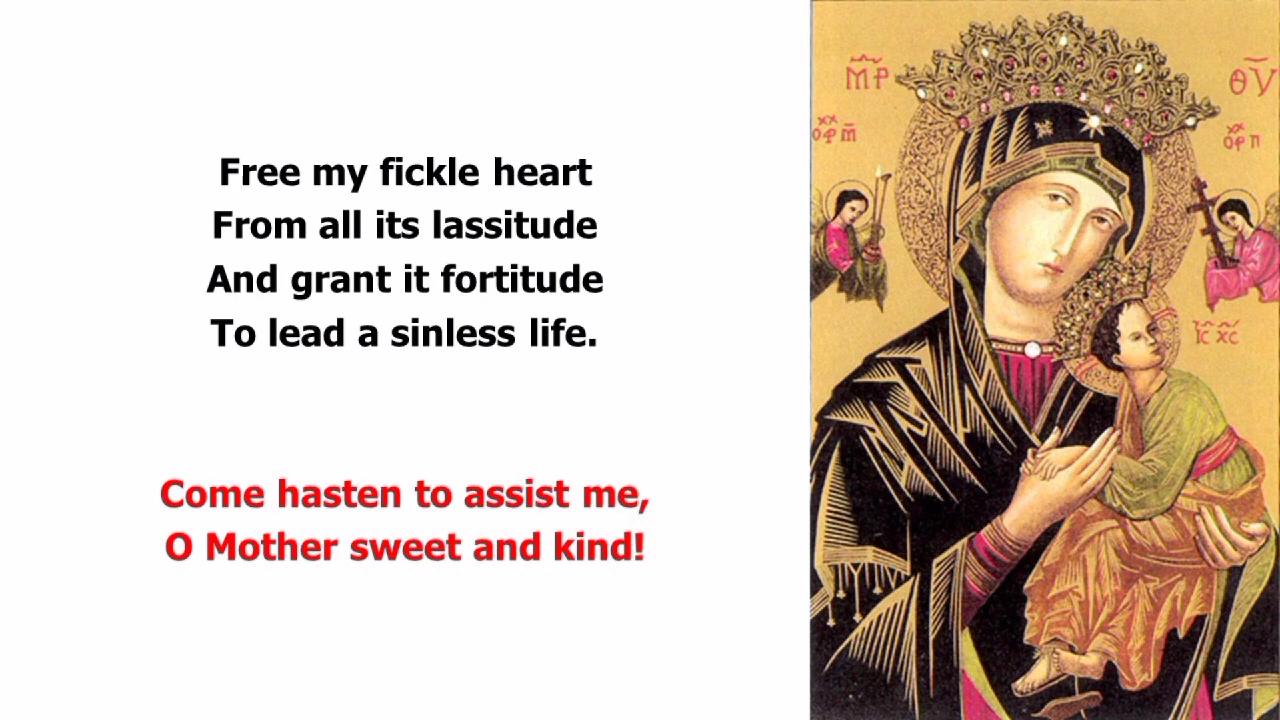 Free my fickle heart
From all its lassitude
And grant it fortitude
To lead a sinless life.
Come hasten to assist me,
O Mother sweet and kind!
ΜΡ
ΘΥ
ΙC XC